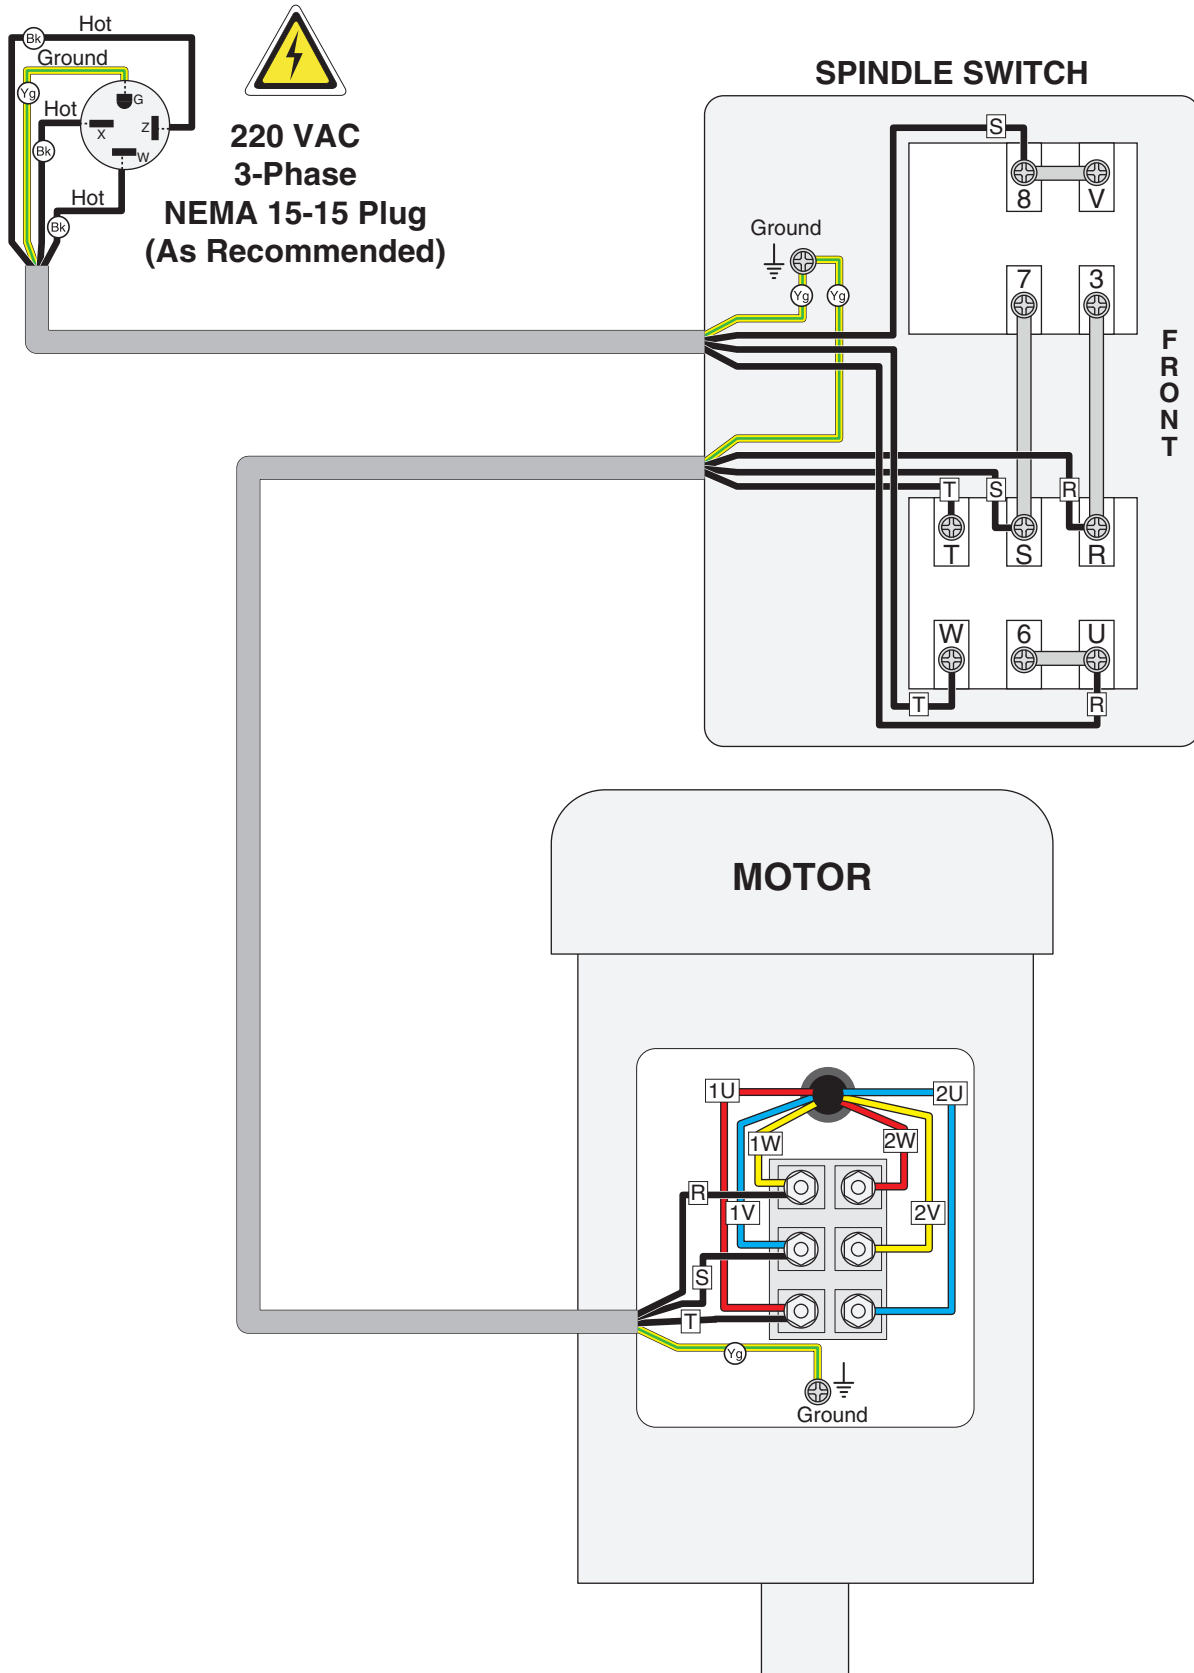 Hot
Bk
Ground
Yg
G
Hot
X
Z
Bk
W
Hot
Bk
220 VAC
3-Phase
NEMA 15-15 Plug
(As Recommended)
SPINDLE SWITCH
S
8 V
Ground
Yg Yg
7 3
FRONT
T S R
T S R
W 6 U
T R
MOTOR
1U 2U
1W 2W
R
1V 2V
S
T
Yg
Ground